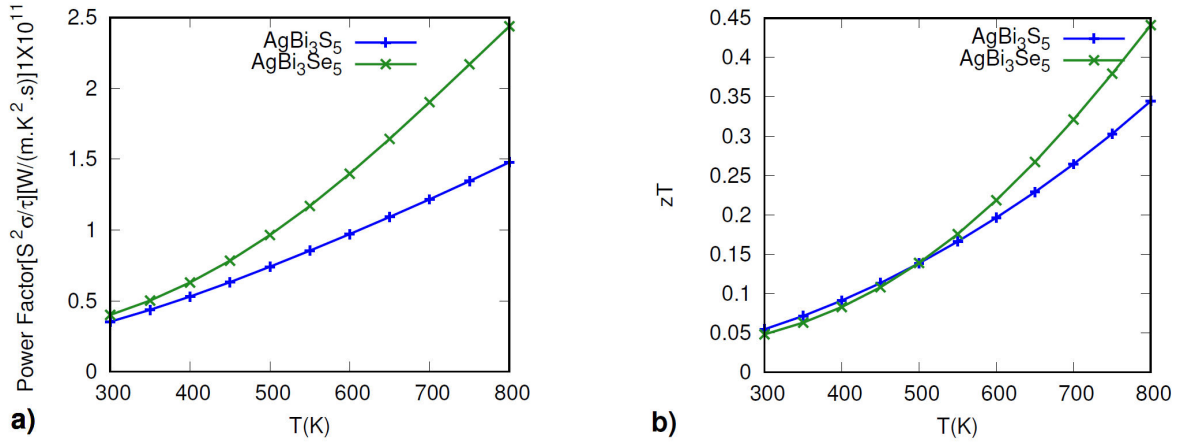 Power Factor[S²σ/τ][W/(m.K².s)]1X10¹¹
2.5
2
1.5
1
0.5
0
AgBi₃S₅
AgBi₃Se₅
300 400 500 600 700 800
T(K)
a)
zT
0.45
0.4
0.35
0.3
0.25
0.2
0.15
0.1
0.05
0
AgBi₃S₅
AgBi₃Se₅
300 400 500 600 700 800
T(K)
b)